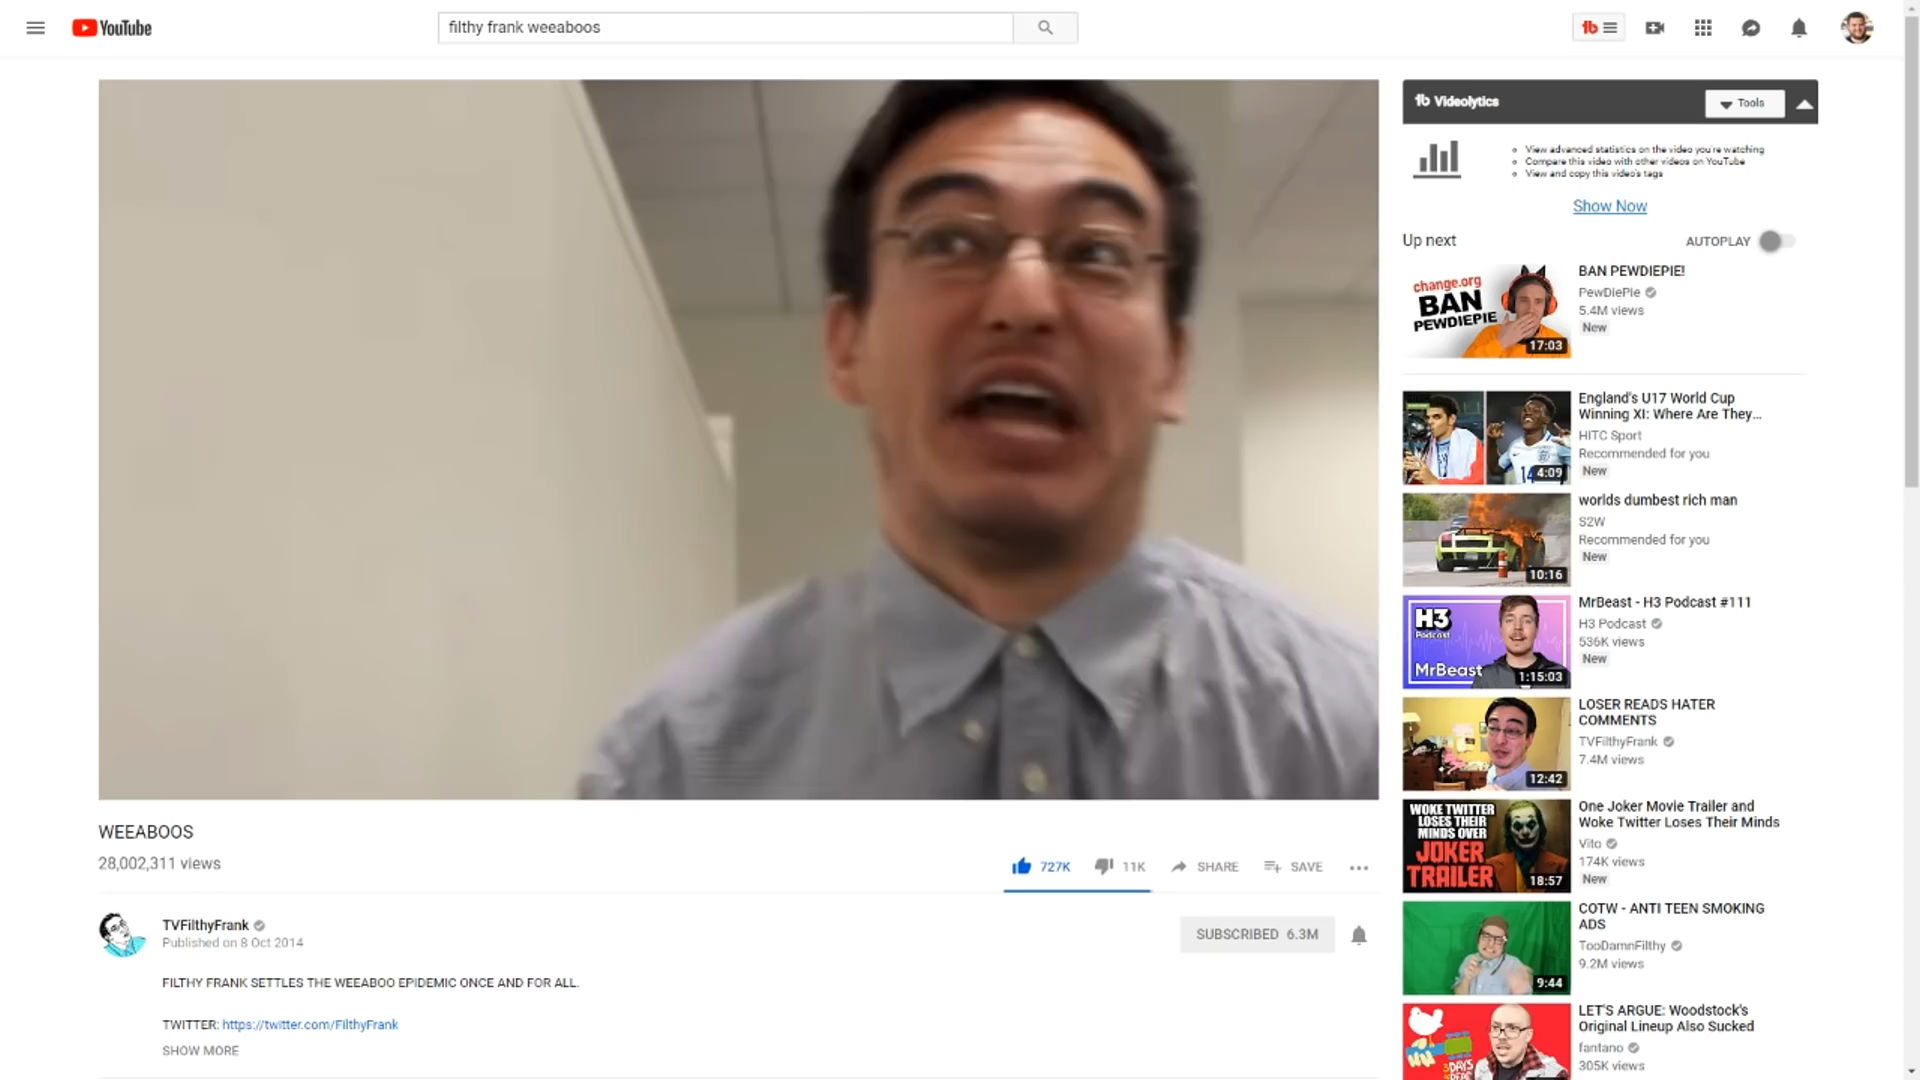 YouTube
filthy frank weeaboos
tb
tb Videolytics
Tools
View advanced statistics on the video you're watching
Compare this video with other videos on YouTube
View and copy this video's tags
Show Now
Up next
AUTOPLAY
change.org
BAN
PEWDIEPIE
17:03
BAN PEWDIEPIE!
PewDiePie
5.4M views
New
4:09
England's U17 World Cup
Winning XI: Where Are They...
HITC Sport
Recommended for you
New
10:16
worlds dumbest rich man
S2W
Recommended for you
New
H3
Podcast
MrBeast
1:15:03
MrBeast - H3 Podcast #111
H3 Podcast
536K views
New
12:42
LOSER READS HATER
COMMENTS
TVFilthyFrank
7.4M views
WOKE TWITTER
LOSES THEIR
MINDS OVER
JOKER
TRAILER
18:57
One Joker Movie Trailer and
Woke Twitter Loses Their Minds
Vito
174K views
New
9:44
COTW - ANTI TEEN SMOKING
ADS
TooDamnFilthy
9.2M views
3 DAYS
LET'S ARGUE: Woodstock's
Original Lineup Also Sucked
fantano
305K views
WEEABOOS
28,002,311 views
727K
11K
SHARE
SAVE
TVFilthyFrank
Published on 8 Oct 2014
SUBSCRIBED 6.3M
FILTHY FRANK SETTLES THE WEEABOO EPIDEMIC ONCE AND FOR ALL.
TWITTER: https://twitter.com/FilthyFrank
SHOW MORE